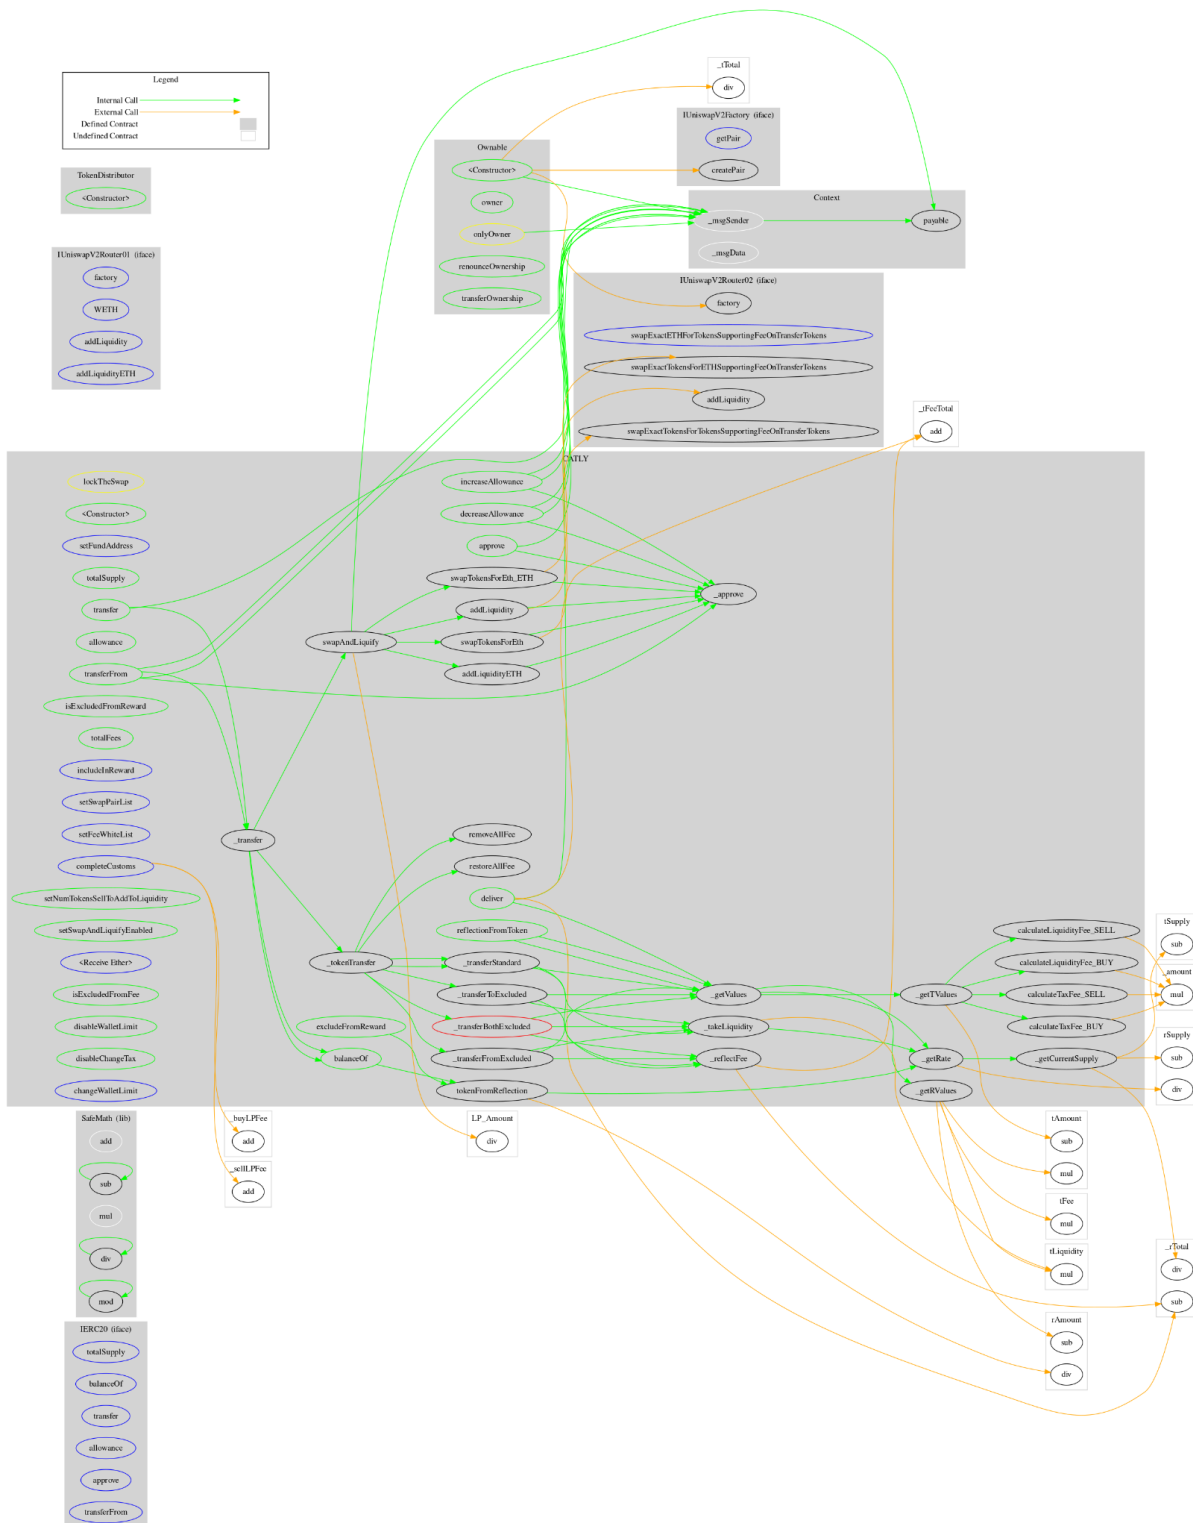 Legend
Internal Call
External Call
Defined Contract
Undefined Contract
TokenDistributor
<Constructor>
IUniswapV2Router01 (iface)
factory
WETH
addLiquidity
addLiquidityETH
Ownable
<Constructor>
owner
onlyOwner
renounceOwnership
transferOwnership
_tTotal
div
IUniswapV2Factory (iface)
getPair
createPair
Context
_msgSender
payable
_msgData
IUniswapV2Router02 (iface)
factory
swapExactETHForTokensSupportingFeeOnTransferTokens
swapExactTokensForETHSupportingFeeOnTransferTokens
addLiquidity
swapExactTokensForTokensSupportingFeeOnTransferTokens
_tFeeTotal
add
CATLY
lockTheSwap
<Constructor>
setFundAddress
totalSupply
transfer
allowance
transferFrom
isExcludedFromReward
totalFees
includeInReward
setSwapPairList
setFeeWhiteList
completeCustoms
setNumTokensSellToAddToLiquidity
setSwapAndLiquifyEnabled
<Receive Ether>
isExcludedFromFee
disableWalletLimit
disableChangeTax
changeWalletLimit
_transfer
swapAndLiquify
_tokenTransfer
excludeFromReward
balanceOf
increaseAllowance
decreaseAllowance
approve
swapTokensForEth_ETH
addLiquidity
swapTokensForEth
addLiquidityETH
removeAllFee
restoreAllFee
deliver
reflectionFromToken
_transferStandard
_transferToExcluded
_transferBothExcluded
_transferFromExcluded
tokenFromReflection
_approve
_getValues
_takeLiquidity
_reflectFee
_getTValues
_getRate
_getRValues
calculateLiquidityFee_SELL
calculateLiquidityFee_BUY
calculateTaxFee_SELL
calculateTaxFee_BUY
_getCurrentSupply
tSupply
sub
_amount
mul
rSupply
sub
div
SafeMath (lib)
add
sub
mul
div
mod
_buyLPFee
add
_sellLPFee
add
LP_Amount
div
tAmount
sub
mul
tFee
mul
tLiquidity
mul
_rTotal
div
sub
rAmount
sub
div
IERC20 (iface)
totalSupply
balanceOf
transfer
allowance
approve
transferFrom